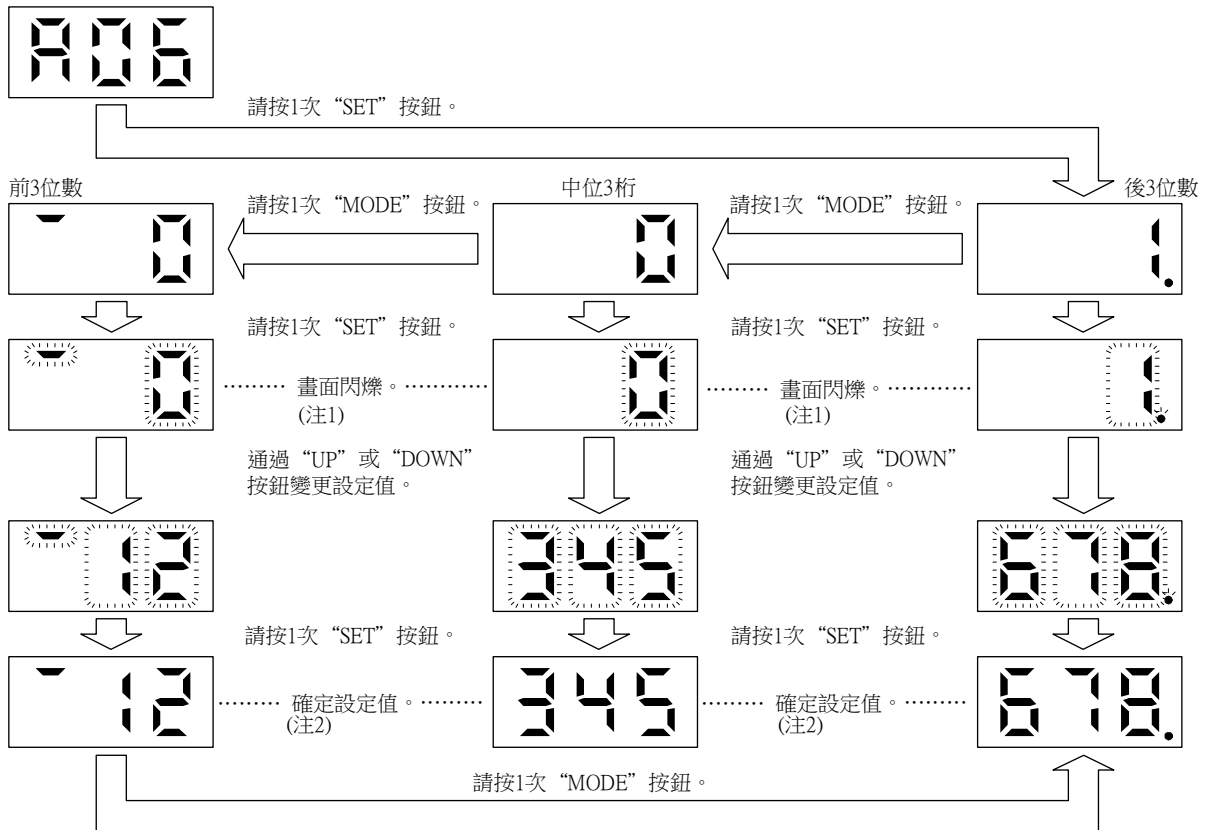 A06
請按1次“SET”按鈕。
前3位數
中位3桁
後3位數
請按1次“MODE”按鈕。
請按1次“MODE”按鈕。
- 0
0
1.
請按1次“SET”按鈕。
請按1次“SET”按鈕。
- 0
0
1.
畫面閃爍。
(注1)
畫面閃爍。
(注1)
通過“UP”或“DOWN”
按鈕變更設定值。
通過“UP”或“DOWN”
按鈕變更設定值。
- 12
345
678.
請按1次“SET”按鈕。
請按1次“SET”按鈕。
- 12
345
678.
確定設定值。
(注2)
確定設定值。
(注2)
請按1次“MODE”按鈕。